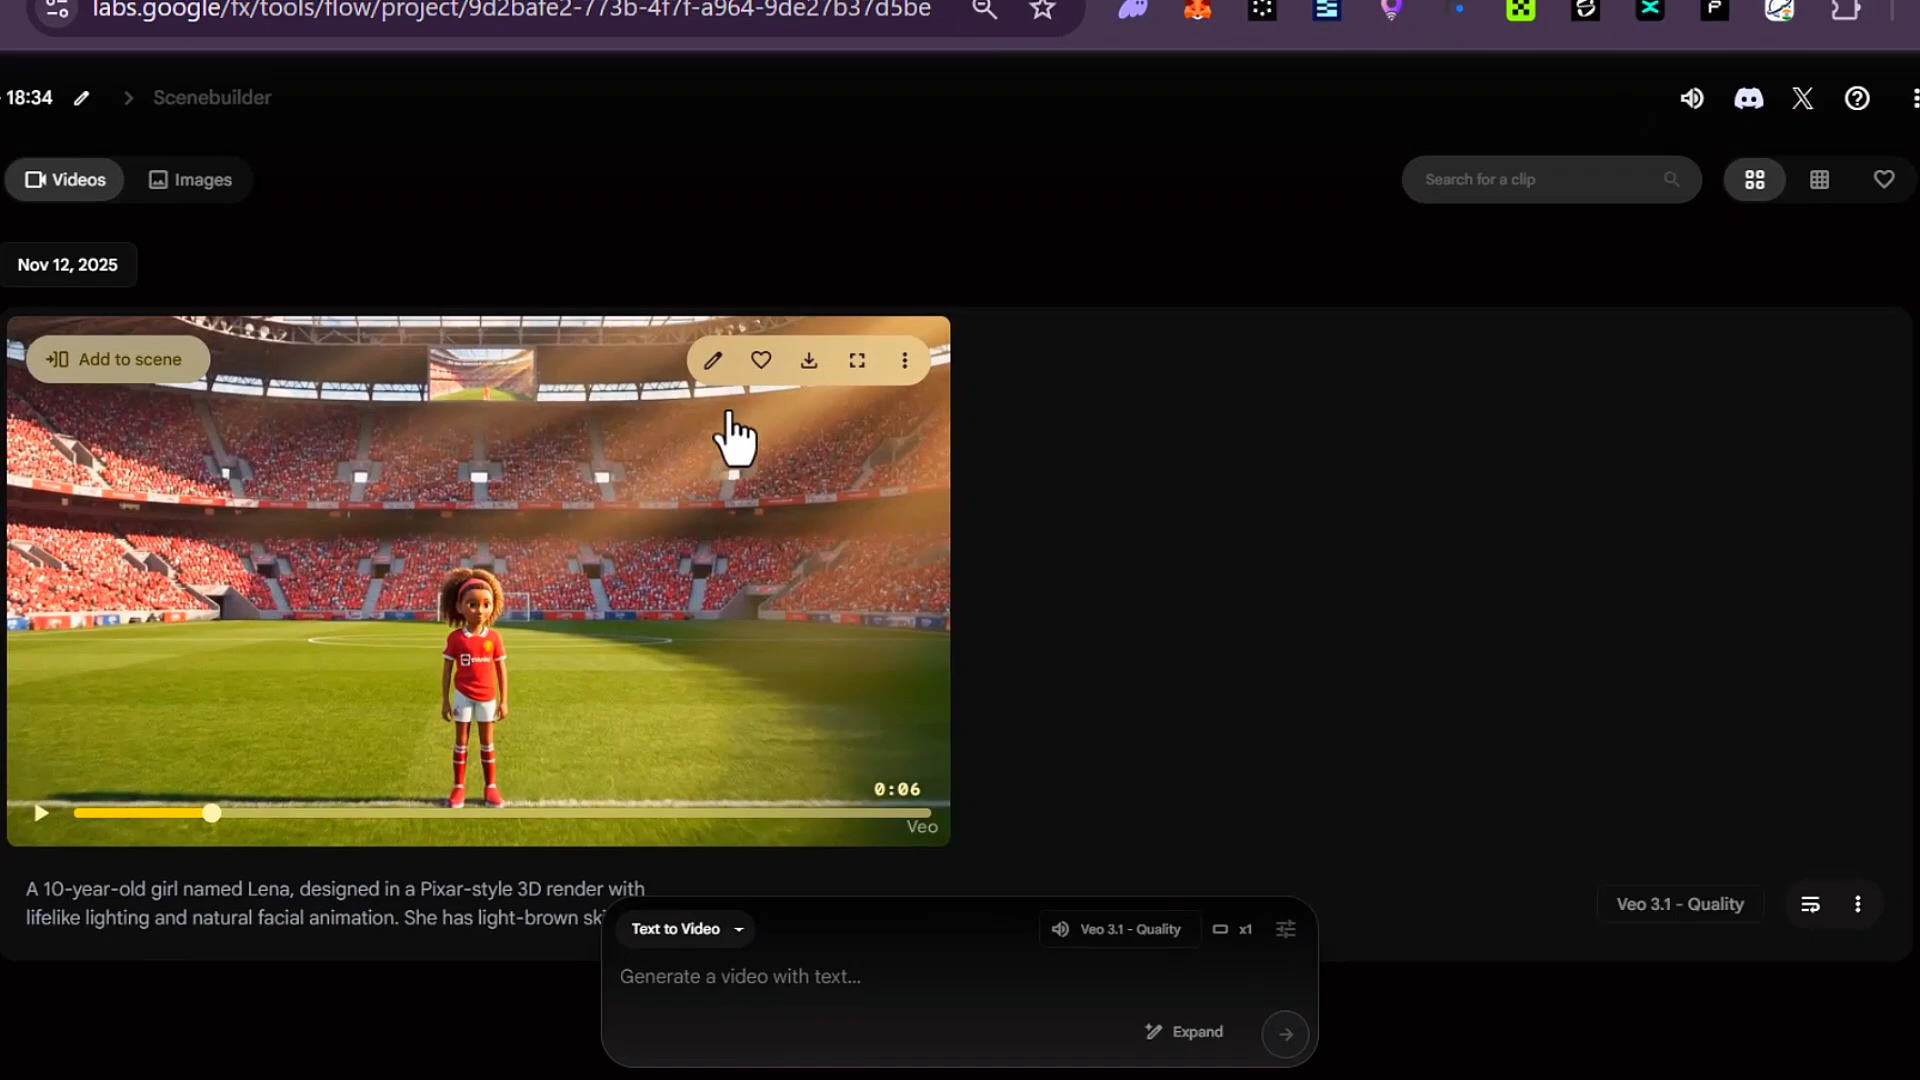 labs.google/fx/tools/flow/project/9d2bafe2-773b-4f7f-a964-9de27b37d5be
18:34
Scenebuilder
Videos
Images
Search for a clip
Nov 12, 2025
Add to scene
0:06
Veo
A 10-year-old girl named Lena, designed in a Pixar-style 3D render with
lifelike lighting and natural facial animation. She has light-brown ski
Veo 3.1 - Quality
Text to Video
Veo 3.1 - Quality
x1
Generate a video with text...
Expand